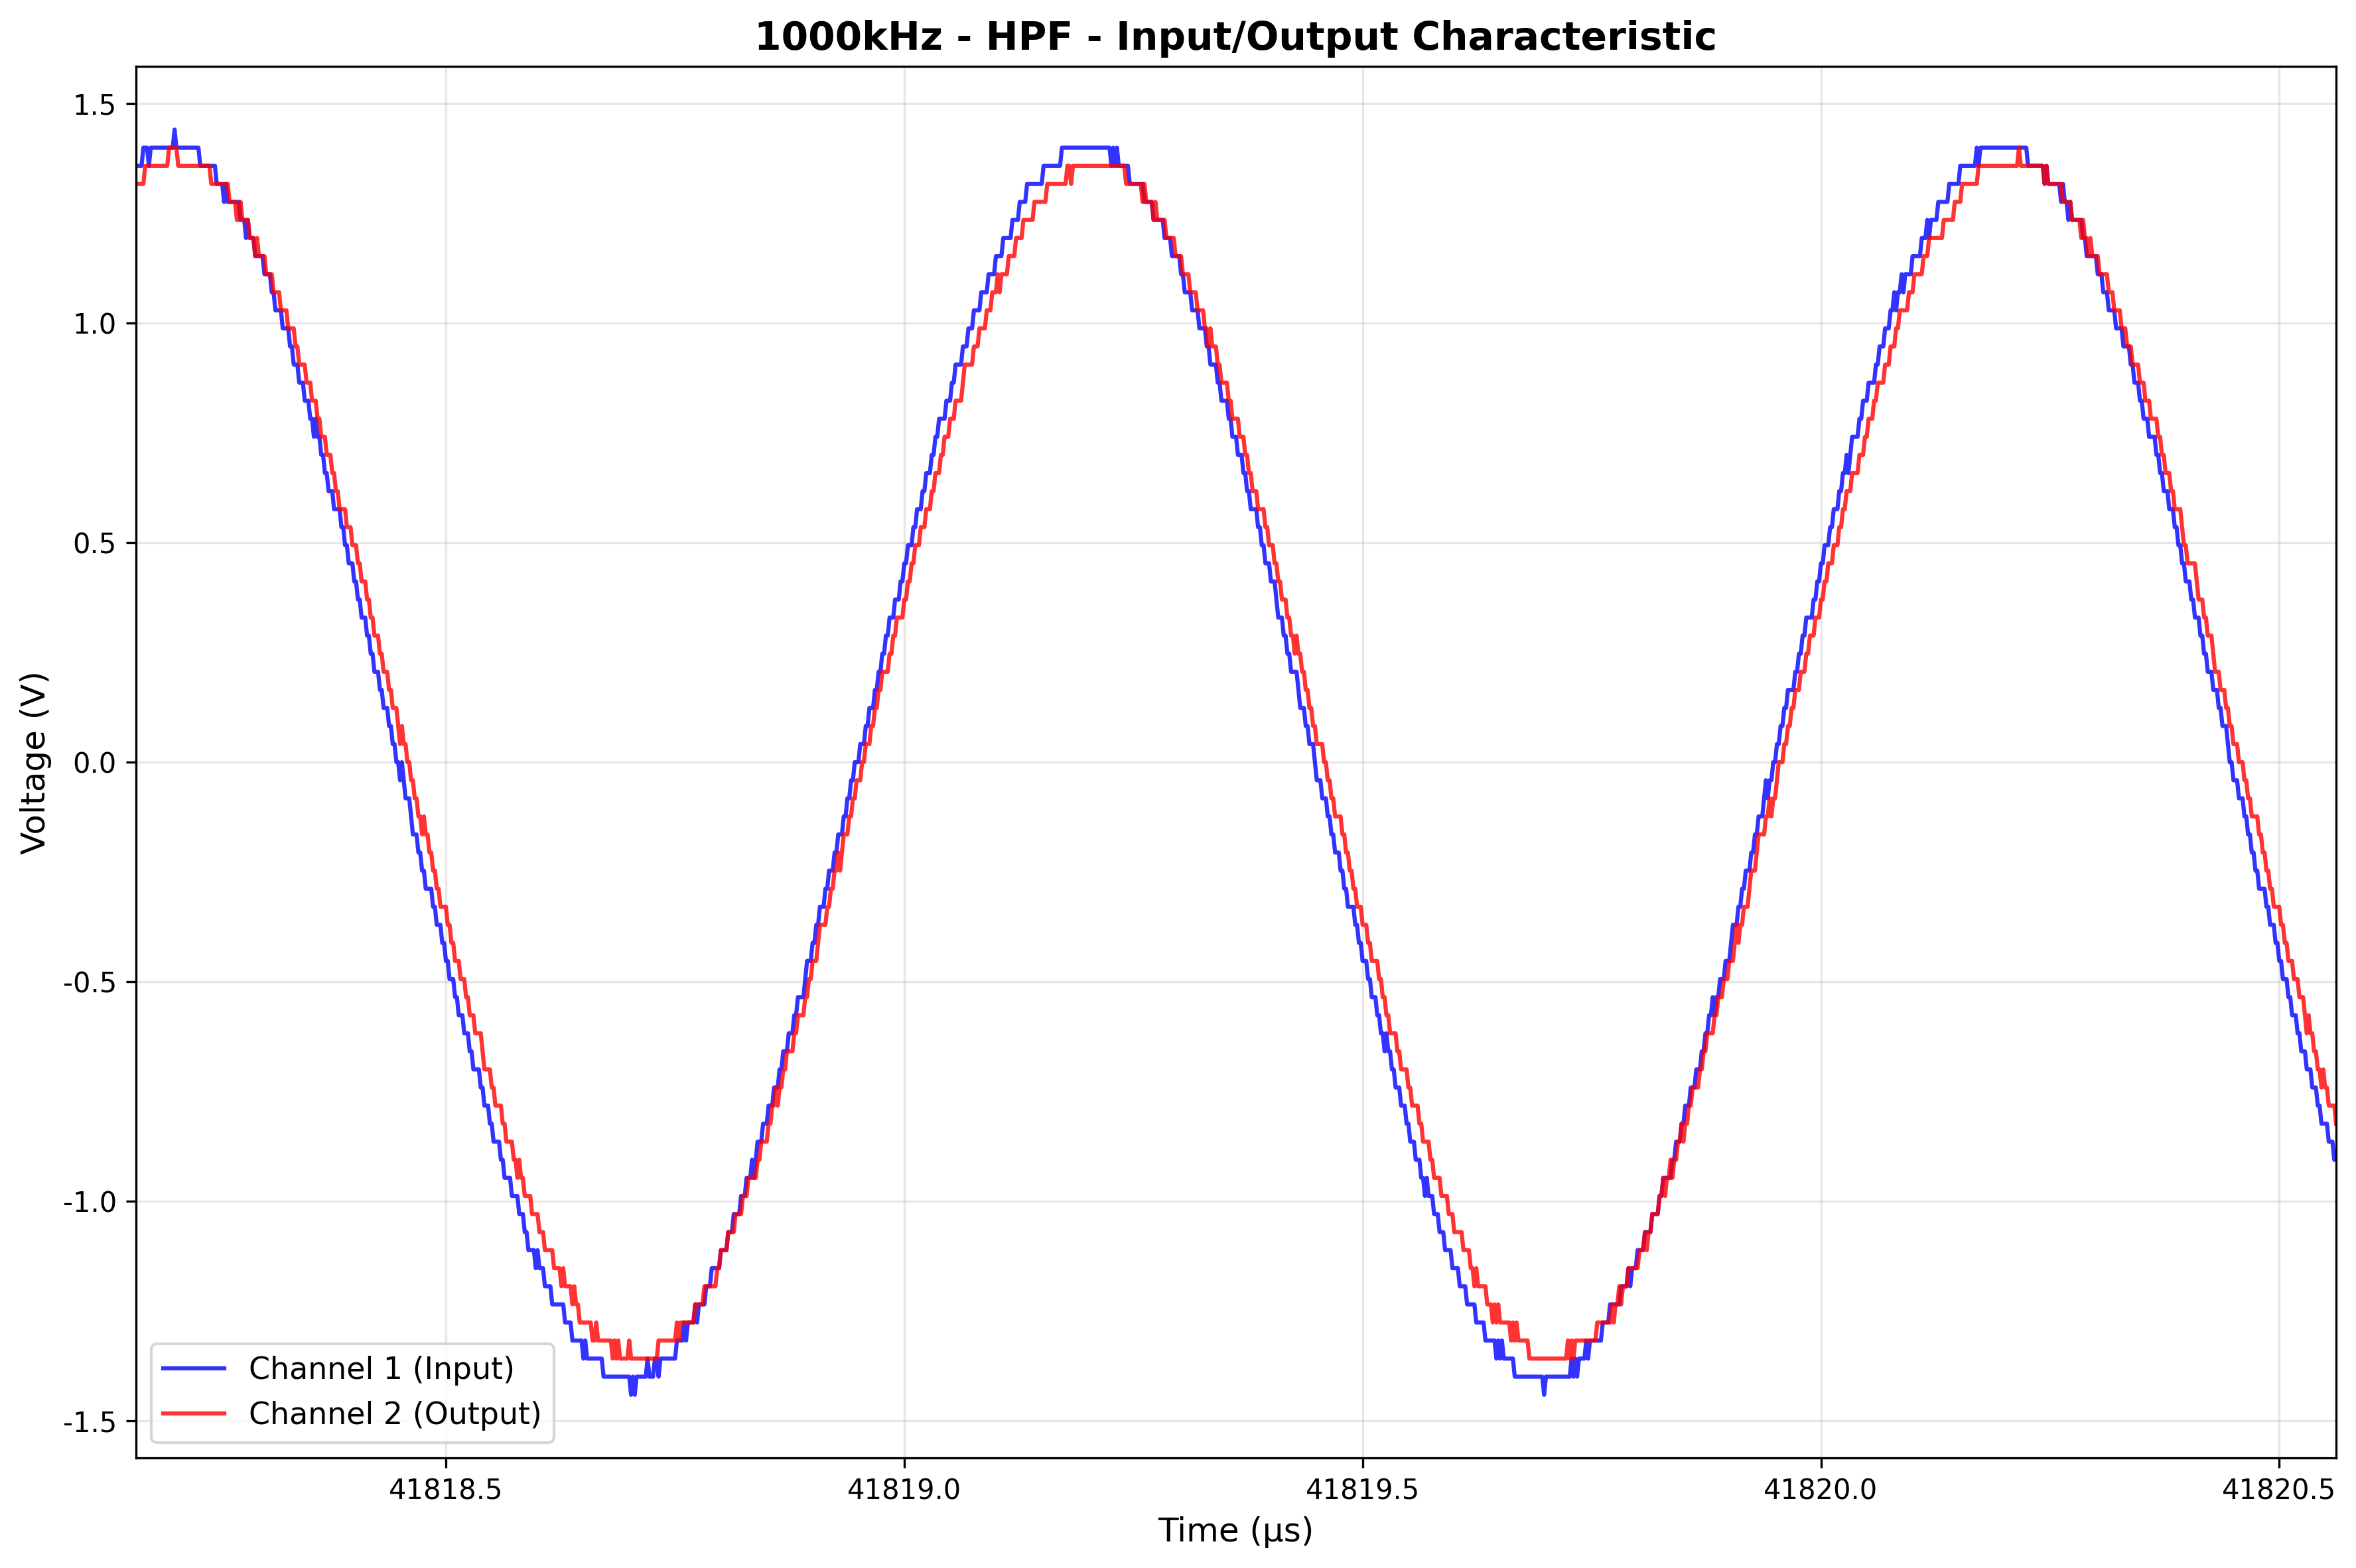 1000kHz - HPF - Input/Output Characteristic
Voltage (V)
1.5
1.0
0.5
0.0
-0.5
-1.0
-1.5
Channel 1 (Input)
Channel 2 (Output)
41818.5 41819.0 41819.5 41820.0 41820.5
Time (µs)